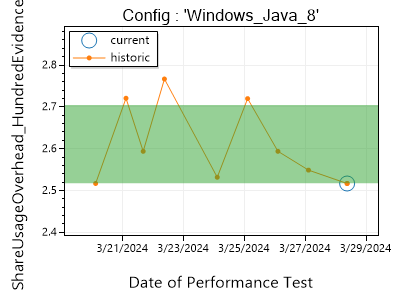 Config : 'Windows_Java_8'
ShareUsageOverhead_HundredEvidence
current
historic
2.8
2.7
2.6
2.5
2.4
3/21/2024
3/23/2024
3/25/2024
3/27/2024
3/29/2024
Date of Performance Test